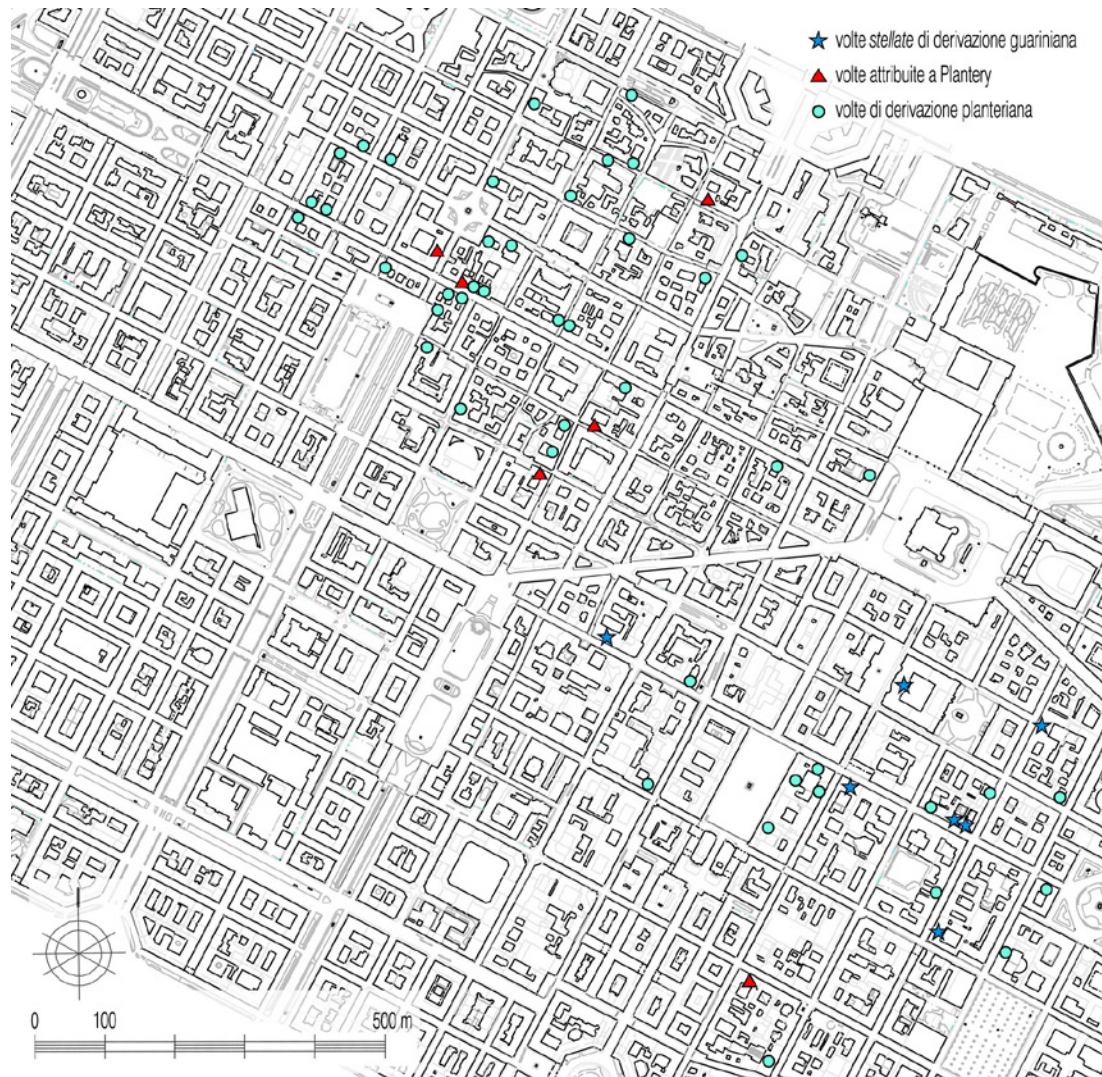 volte stellate di derivazione guariniana
volte attribuite a Plantery
volte di derivazione planteriana
0 100 500 m